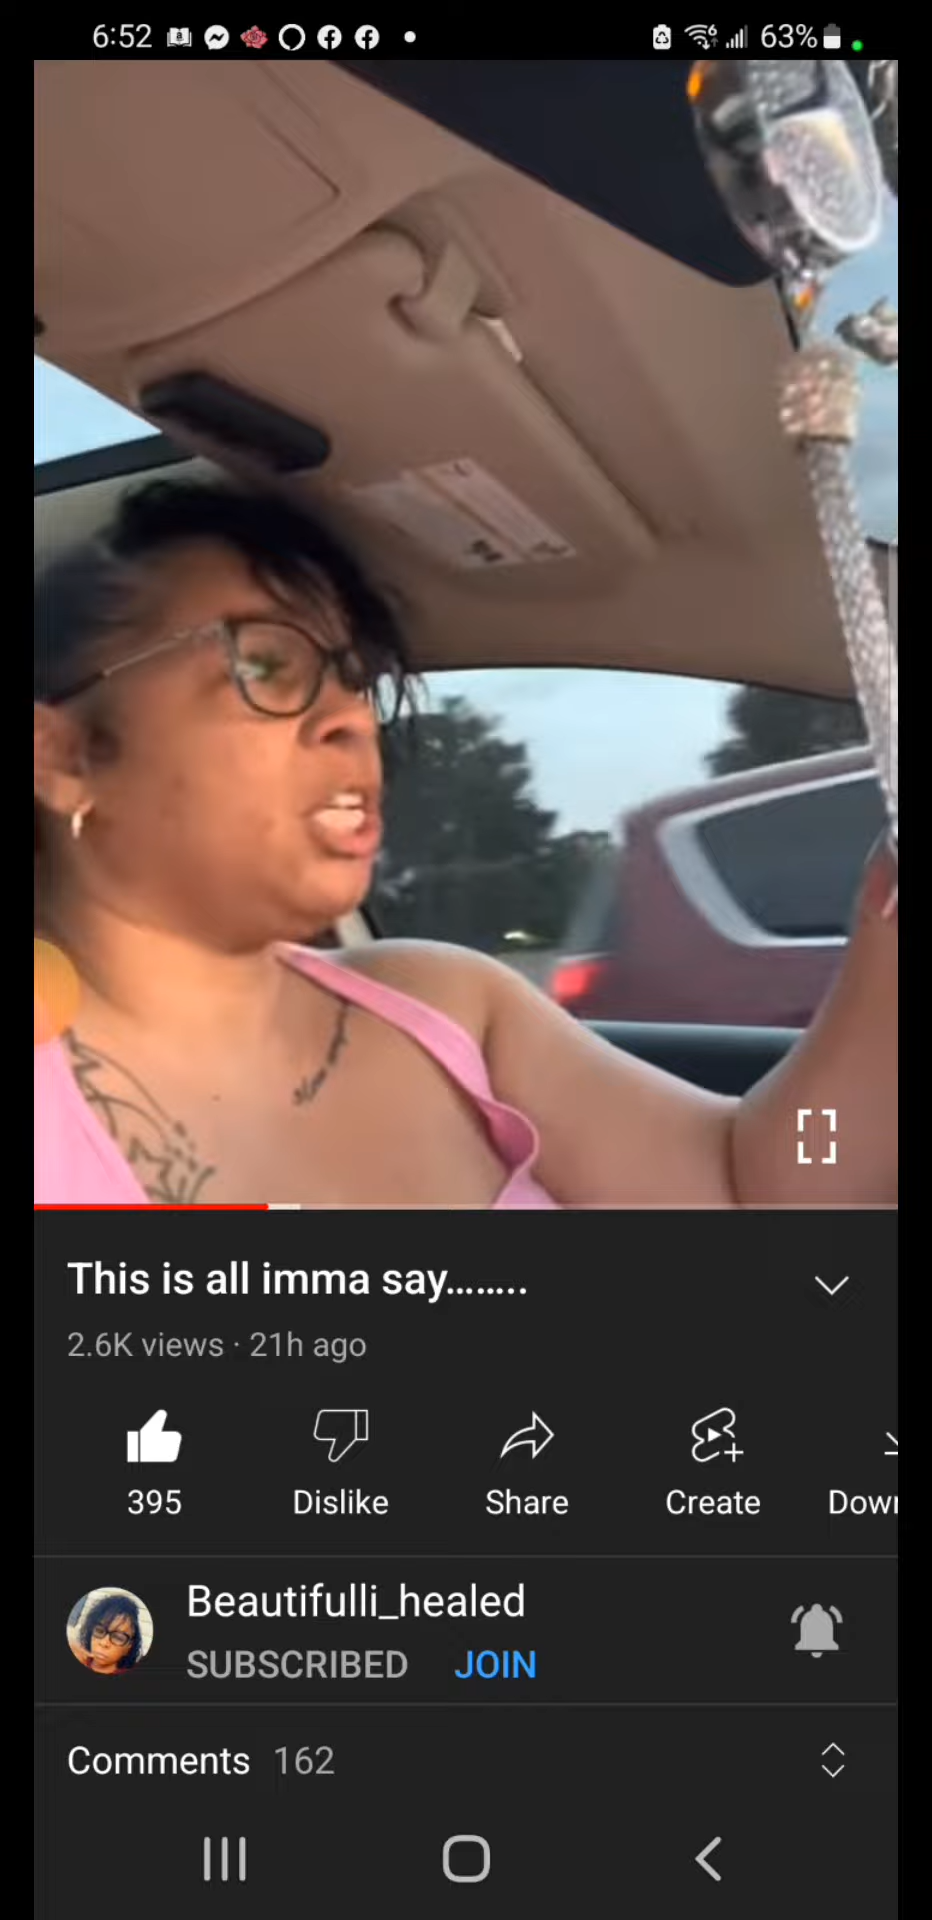 6:52
63%
This is all imma say........
2.6K views · 21h ago
395
Dislike
Share
Create
Down
Beautifulli_healed
SUBSCRIBED
JOIN
Comments 162